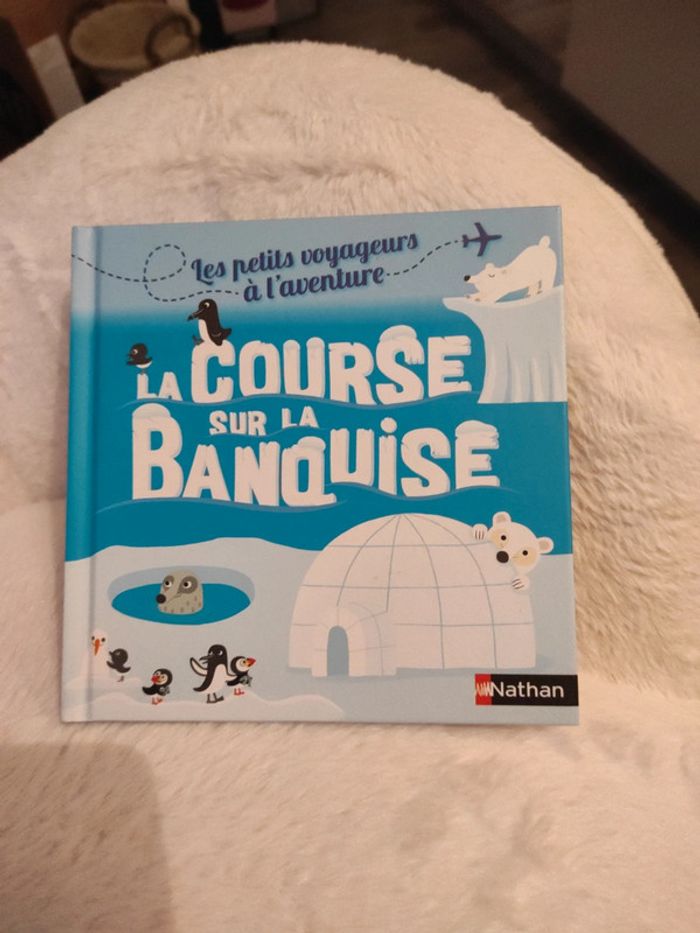 Les petits voyageurs
à l'aventure
LA COURSE
SUR LA
BANQUISE
Nathan